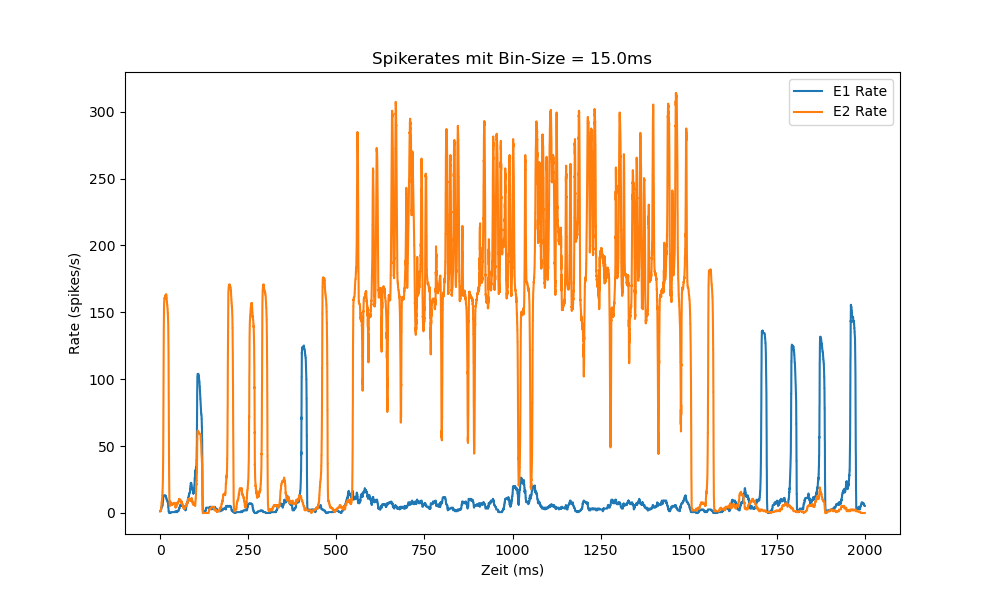 Spikerates mit Bin-Size = 15.0ms
E1 Rate
E2 Rate
300
250
200
150
100
50
0
Rate (spikes/s)
0 250 500 750 1000 1250 1500 1750 2000
Zeit (ms)